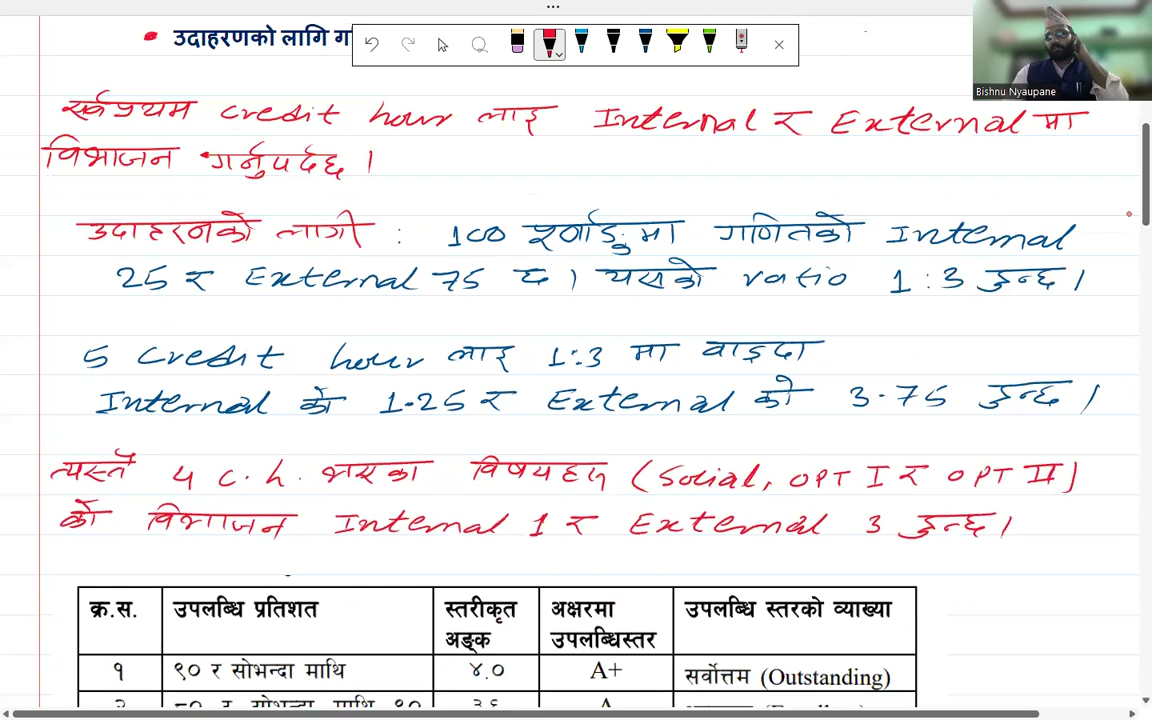 उदाहरणको लागि ग
Bishnu Nyaupane
सर्वप्रथम credit hour लाइ Internal र External मा
विभाजन गर्नुपर्दछ ।
उदाहरनको लागी : 100 पूर्णाङ्कमा गणितको Internal
25 र External 75 छ । यसको ratio 1 : 3 हुन्छ ।
5 Credit hour लाइ 1:3 मा बाड्दा
Internal को 1.25 र External को 3.75 हुन्छ ।
त्यस्तै 4 C. h. भएका विषयहरु (Social, OPT I र OPT II)
को विभाजन Internal 1 र External 3 हुन्छ ।
क्र.स. उपलब्धि प्रतिशत स्तरीकृत अङ्क अक्षरमा उपलब्धिस्तर उपलब्धि स्तरको व्याख्या
१ ९० र सोभन्दा माथि ४.० A+ सर्वोत्तम (Outstanding)